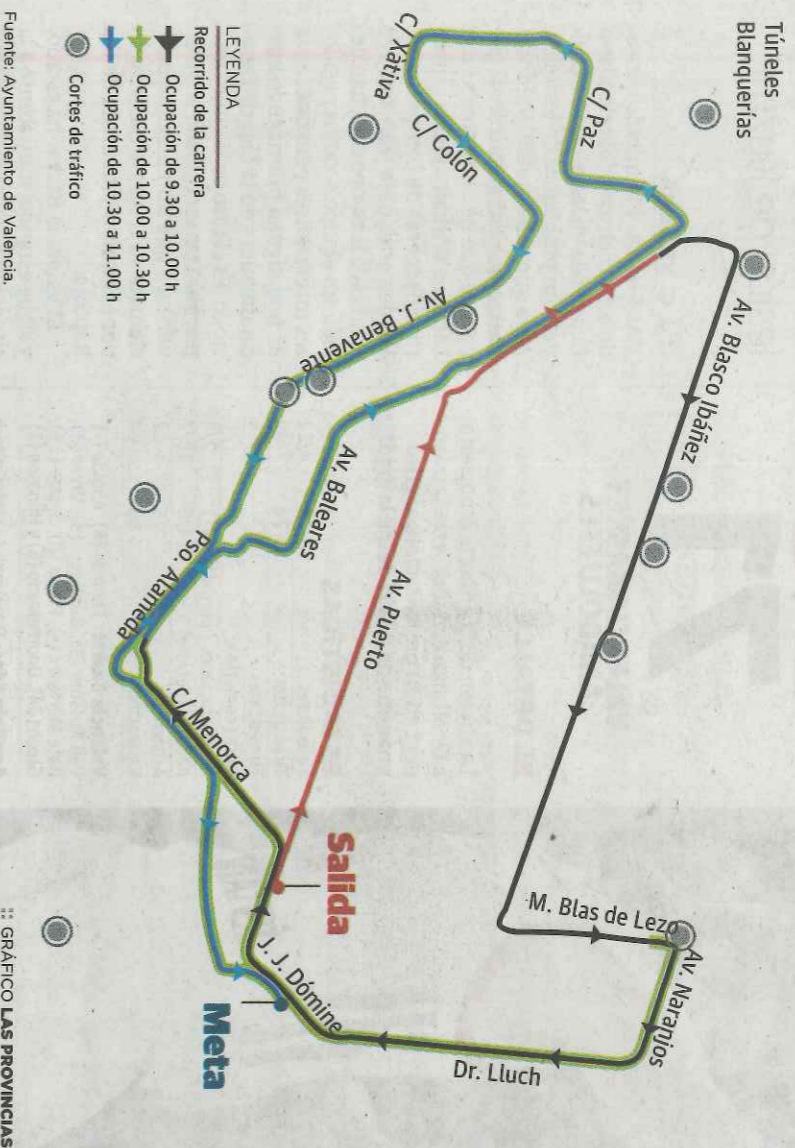 Túneles
Blanquerías
C/ Paz
C/ Xàtiva
C/ Colón
Av. J. Benavente
Av. Blasco Ibáñez
Av. Baleares
Av. Puerto
Pso. Alameda
C/ Menorca
Salida
M. Blas de Lezo
Av. Naranjos
J. J. Dómine
Meta
Dr. Lluch
LEYENDA
Recorrido de la carrera
Ocupación de 9.30 a 10.00 h
Ocupación de 10.00 a 10.30 h
Ocupación de 10.30 a 11.00 h
Cortes de tráfico
Fuente: Ayuntamiento de Valencia.
:: GRÁFICO LAS PROVINCIAS